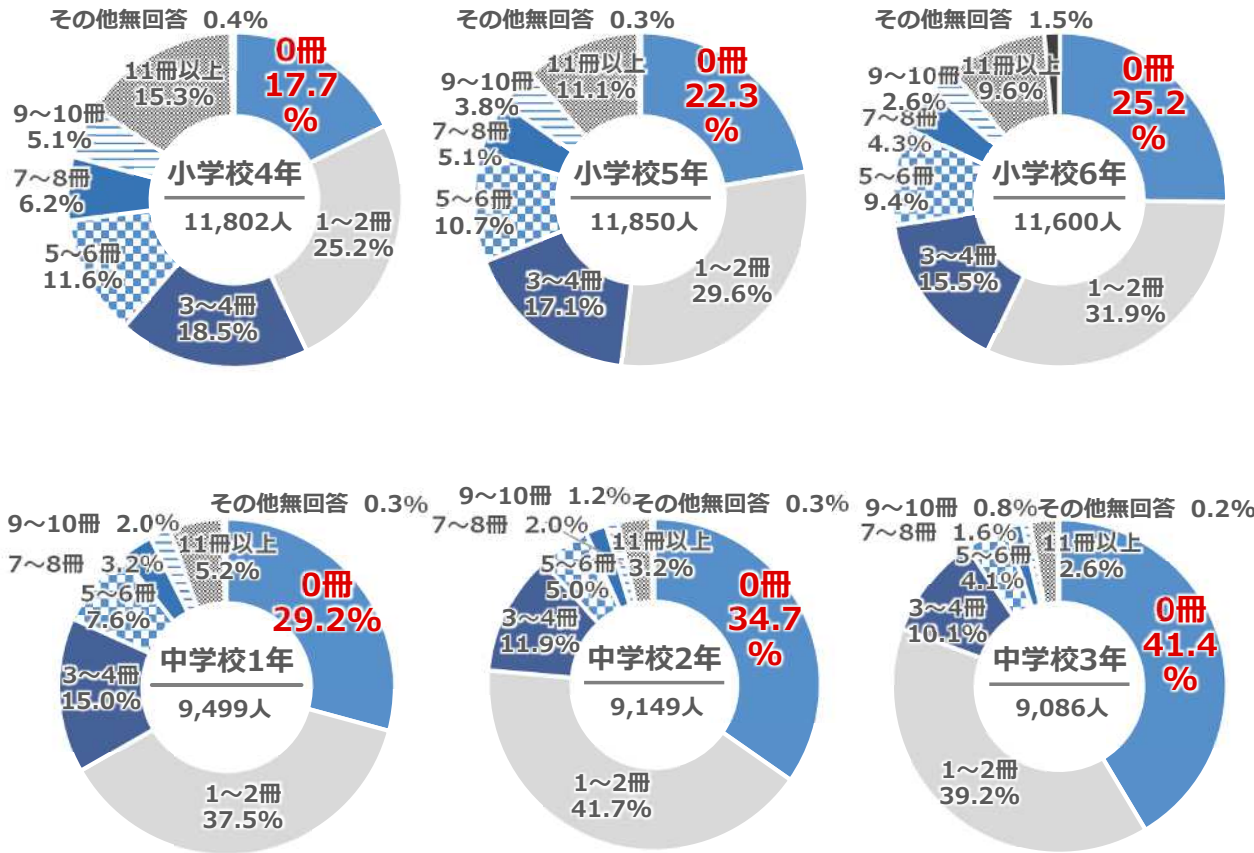 その他無回答 0.4%
0冊
17.7
%
11冊以上
15.3%
9～10冊
5.1%
7～8冊
6.2%
5～6冊
11.6%
3～4冊
18.5%
1～2冊
25.2%
小学校4年
11,802人
その他無回答 0.3%
0冊
22.3
%
11冊以上
11.1%
9～10冊
3.8%
7～8冊
5.1%
5～6冊
10.7%
3～4冊
17.1%
1～2冊
29.6%
小学校5年
11,850人
その他無回答 1.5%
0冊
25.2
%
11冊以上
9.6%
9～10冊
2.6%
7～8冊
4.3%
5～6冊
9.4%
3～4冊
15.5%
1～2冊
31.9%
小学校6年
11,600人
その他無回答 0.3%
9～10冊 2.0%
11冊以上
5.2%
7～8冊 3.2%
5～6冊
7.6%
0冊
29.2%
3～4冊
15.0%
1～2冊
37.5%
中学校1年
9,499人
9～10冊 1.2%
その他無回答 0.3%
7～8冊 2.0%
11冊以上
3.2%
5～6冊
5.0%
0冊
34.7
%
3～4冊
11.9%
1～2冊
41.7%
中学校2年
9,149人
9～10冊 0.8%
その他無回答 0.2%
7～8冊 1.6%
11冊以上
2.6%
5～6冊
4.1%
0冊
41.4
%
3～4冊
10.1%
1～2冊
39.2%
中学校3年
9,086人